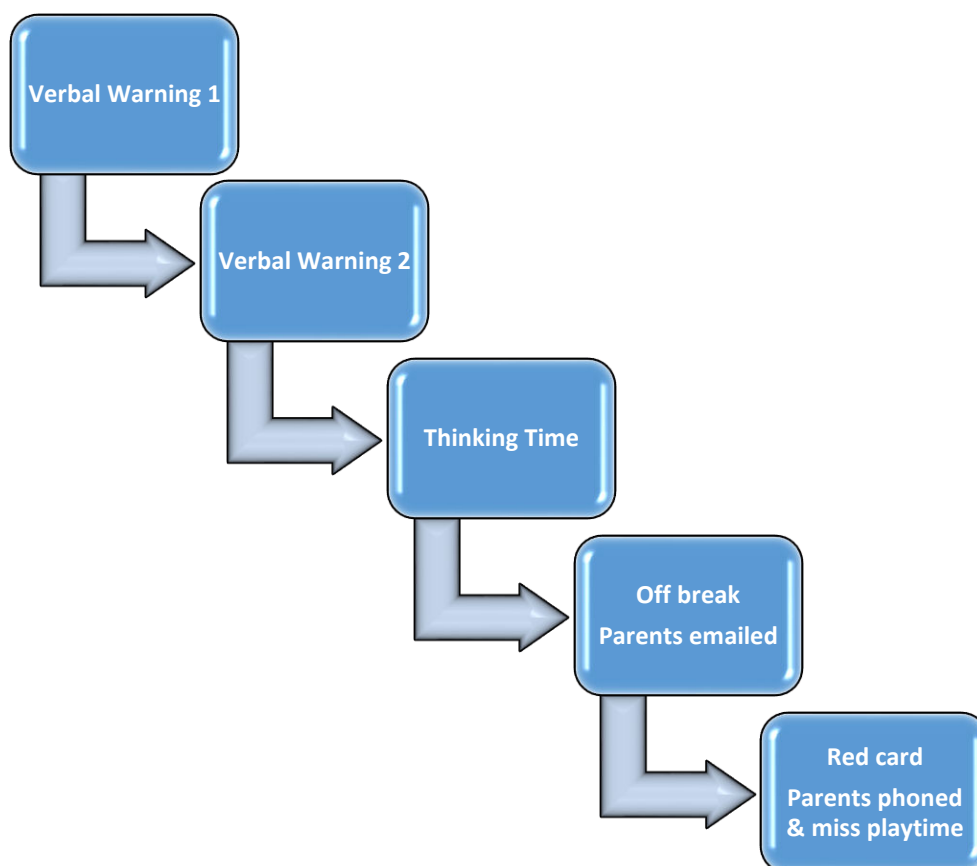 Verbal Warning 1
Verbal Warning 2
Thinking Time
Off break
Parents emailed
Red card
Parents phoned
& miss playtime